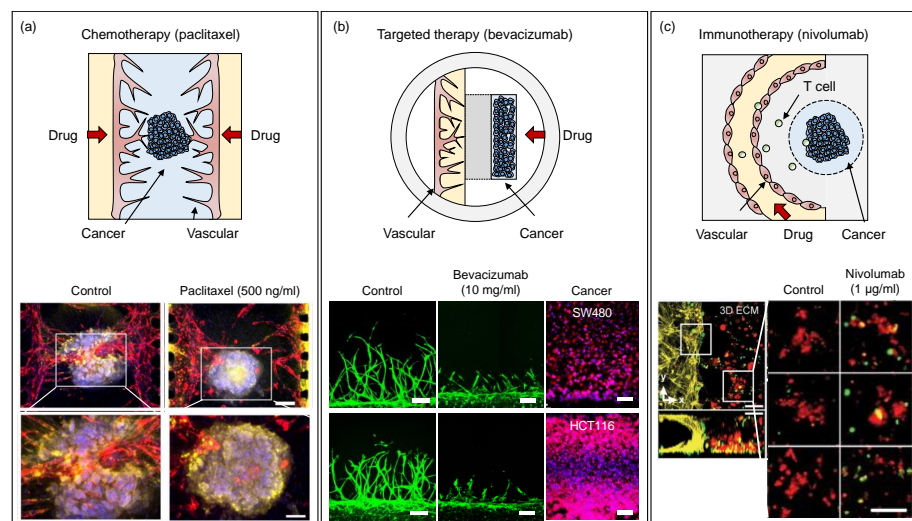 (a)
Chemotherapy (paclitaxel)
Drug
Drug
Cancer
Vascular
Control
Paclitaxel (500 ng/ml)
(b)
Targeted therapy (bevacizumab)
Drug
Vascular
Cancer
Control
Bevacizumab
(10 mg/ml)
Cancer
SW480
HCT116
(c)
Immunotherapy (nivolumab)
T cell
Vascular
Drug
Cancer
3D ECM
Control
Nivolumab
(1 µg/ml)
y
x